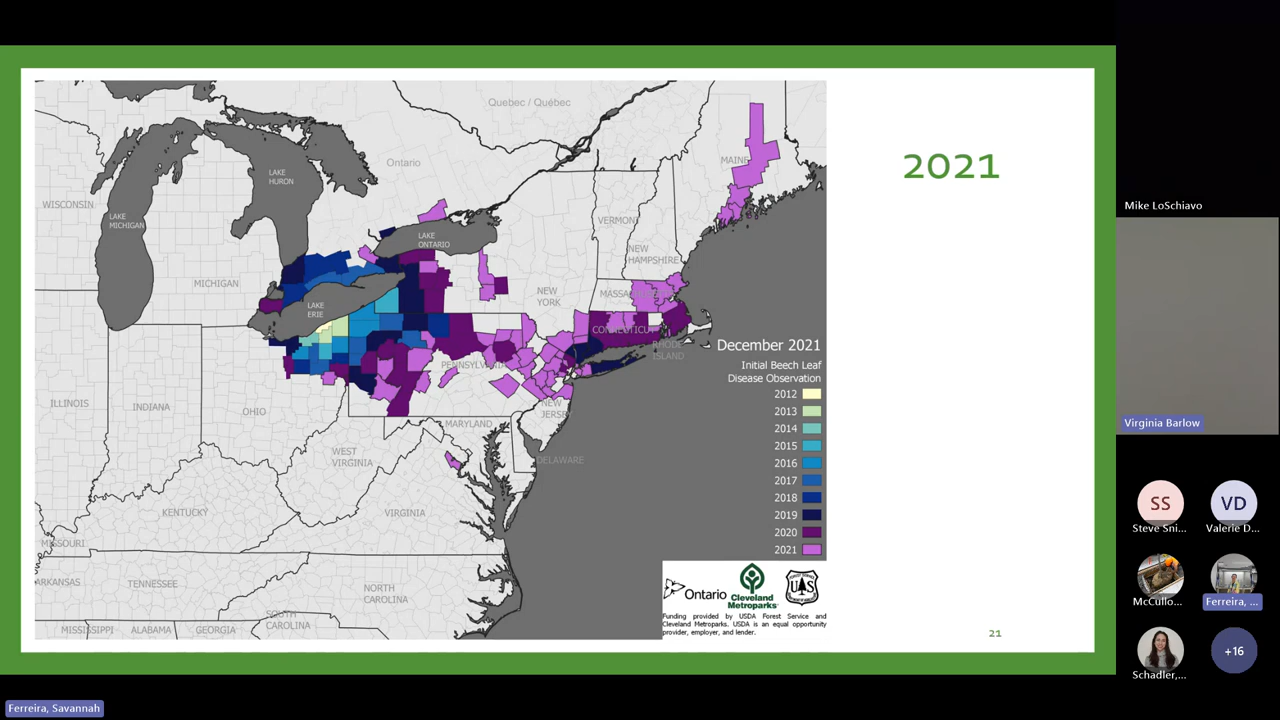 Quebec / Québec
Ontario
MAINE
WISCONSIN
LAKE
HURON
LAKE
MICHIGAN
LAKE
ONTARIO
VERMONT
NEW
HAMPSHIRE
MICHIGAN
LAKE
ERIE
NEW
YORK
MASSACHUSETTS
CONNECTICUT
RHODE
ISLAND
PENNSYLVANIA
ILLINOIS
INDIANA
OHIO
NEW
JERSEY
MARYLAND
DELAWARE
WEST
VIRGINIA
VIRGINIA
KENTUCKY
MISSOURI
ARKANSAS
TENNESSEE
NORTH
CAROLINA
SOUTH
CAROLINA
MISSISSIPPI
ALABAMA
GEORGIA
December 2021
Initial Beech Leaf
Disease Observation
2012
2013
2014
2015
2016
2017
2018
2019
2020
2021
Ontario
Cleveland
Metroparks
UAS
Funding provided by USDA Forest Service and
Cleveland Metroparks. USDA is an equal opportunity
provider, employer, and lender.
2021
21
Mike LoSchiavo
Virginia Barlow
SS
Steve Sni...
VD
Valerie D...
McCullo...
Ferreira, ...
Schadler,...
+16
Ferreira, Savannah